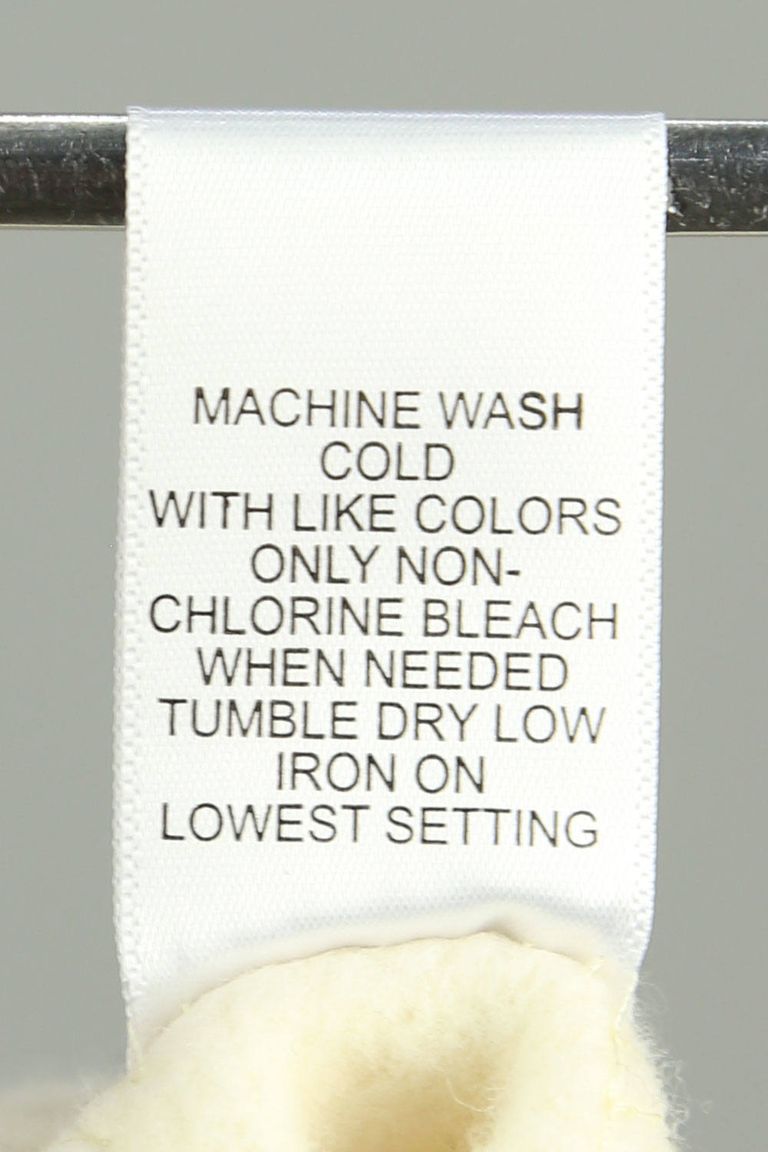 MACHINE WASH
COLD
WITH LIKE COLORS
ONLY NON-
CHLORINE BLEACH
WHEN NEEDED
TUMBLE DRY LOW
IRON ON
LOWEST SETTING